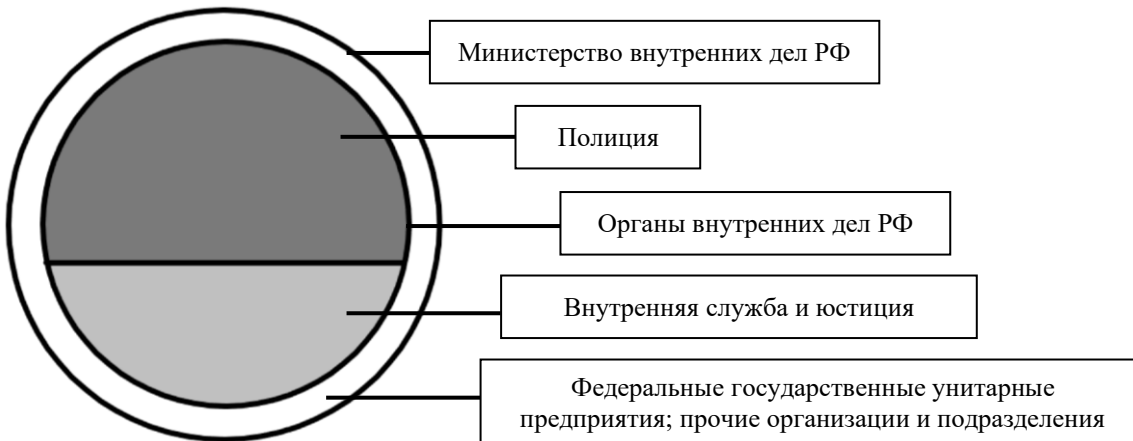 Министерство внутренних дел РФ
Полиция
Органы внутренних дел РФ
Внутренняя служба и юстиция
Федеральные государственные унитарные
предприятия; прочие организации и подразделения